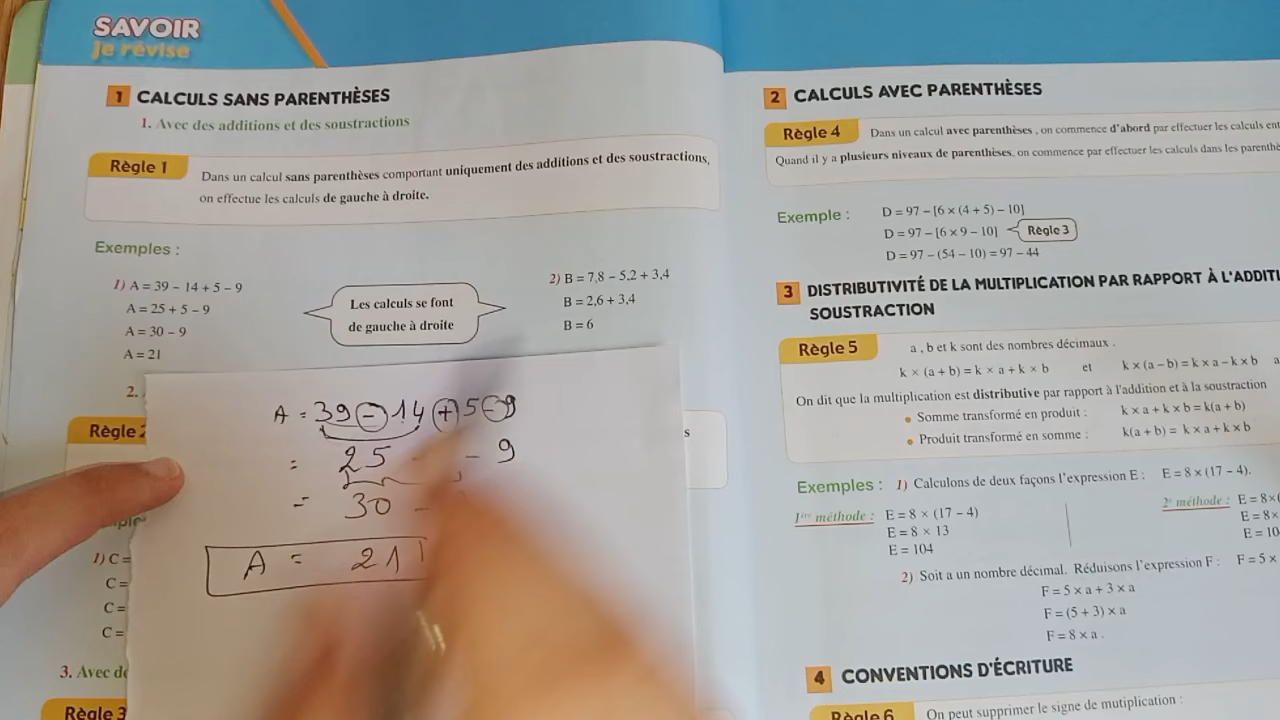 SAVOIR
Je révise
1 CALCULS SANS PARENTHÈSES
1. Avec des additions et des soustractions
Règle 1
Dans un calcul sans parenthèses comportant uniquement des additions et des soustractions,
on effectue les calculs de gauche à droite.
Exemples :
1) A = 39 − 14 + 5 − 9
A = 25 + 5 − 9
A = 30 − 9
A = 21
Les calculs se font
de gauche à droite
2) B = 7,8 − 5,2 + 3,4
B = 2,6 + 3,4
B = 6
2.
Règle 2
s
A = 39 − 14 + 5 − 9
= 25 - 9
= 30 -
A = 21
1) C =
C =
C =
C =
3. Avec de
Règle 3
2 CALCULS AVEC PARENTHÈSES
Règle 4
Dans un calcul avec parenthèses , on commence d'abord par effectuer les calculs ent
Quand il y a plusieurs niveaux de parenthèses, on commence par effectuer les calculs dans les parenthè
Exemple :
D = 97 − [6 × (4 + 5) − 10]
D = 97 − [6 × 9 − 10]
Règle 3
D = 97 − (54 − 10) = 97 − 44
3 DISTRIBUTIVITÉ DE LA MULTIPLICATION PAR RAPPORT À L'ADDITI
SOUSTRACTION
Règle 5
a , b et k sont des nombres décimaux .
k × (a + b) = k × a + k × b et k × (a − b) = k × a − k × b a
On dit que la multiplication est distributive par rapport à l'addition et à la soustraction
• Somme transformé en produit : k × a + k × b = k(a + b)
• Produit transformé en somme : k(a + b) = k × a + k × b
Exemples : 1) Calculons de deux façons l'expression E : E = 8 × (17 − 4).
1ère méthode : E = 8 × (17 − 4)
E = 8 × 13
E = 104
2e méthode : E = 8×(
E = 8×
E = 10
2) Soit a un nombre décimal. Réduisons l'expression F : F = 5 ×
F = 5 × a + 3 × a
F = (5 + 3) × a
F = 8 × a .
4 CONVENTIONS D'ÉCRITURE
Règle 6
On peut supprimer le signe de mutiplication :